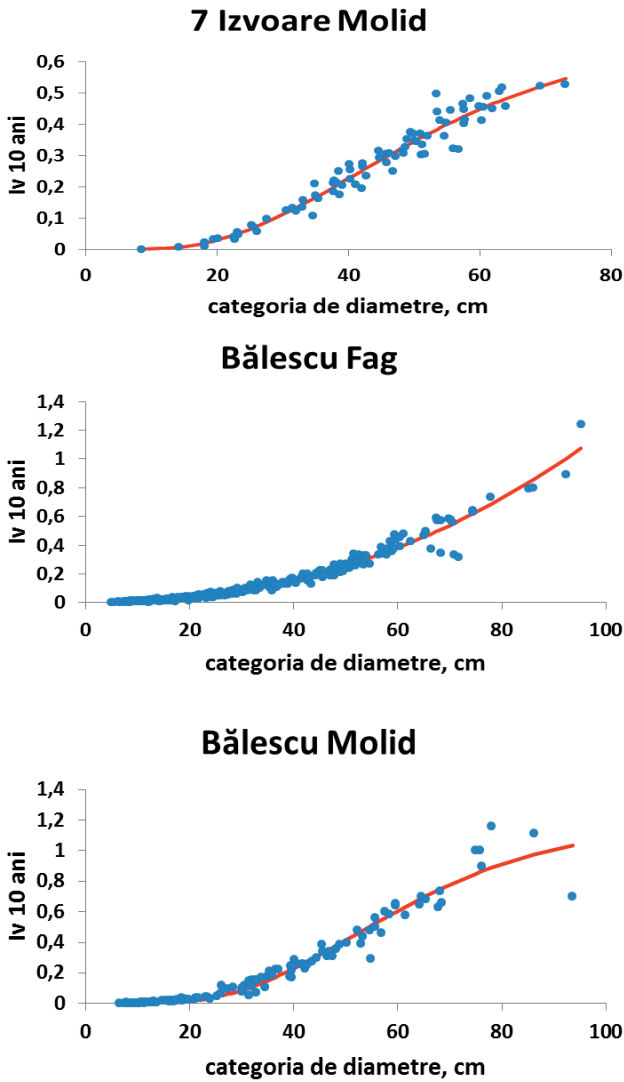 7 Izvoare Molid
0,6
0,5
0,4
0,3
0,2
0,1
0
Iv 10 ani
0 20 40 60 80
categoria de diametre, cm
Bălescu Fag
1,4
1,2
1
0,8
0,6
0,4
0,2
0
Iv 10 ani
0 20 40 60 80 100
categoria de diametre, cm
Bălescu Molid
1,4
1,2
1
0,8
0,6
0,4
0,2
0
Iv 10 ani
0 20 40 60 80 100
categoria de diametre, cm